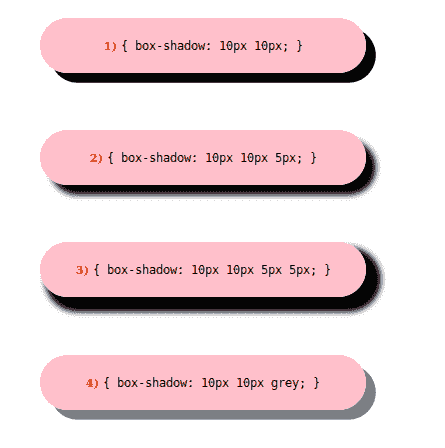 1) { box-shadow: 10px 10px; }
2) { box-shadow: 10px 10px 5px; }
3) { box-shadow: 10px 10px 5px 5px; }
4) { box-shadow: 10px 10px grey; }